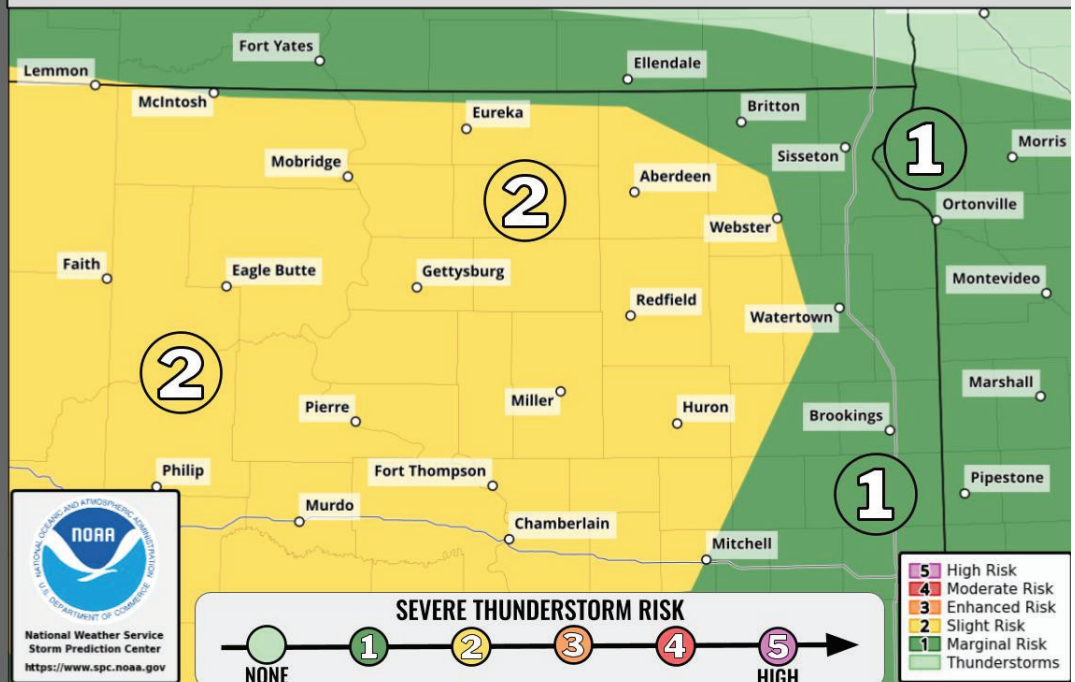 Fort Yates
Lemmon
Ellendale
McIntosh
Eureka
Britton
1
Morris
Sisseton
Mobridge
2
Aberdeen
Ortonville
Webster
Faith
Eagle Butte
Gettysburg
Montevideo
Redfield
Watertown
2
Marshall
Miller
Pierre
Huron
Brookings
Philip
Fort Thompson
1
Pipestone
Murdo
Chamberlain
Mitchell
NATIONAL OCEANIC AND ATMOSPHERIC ADMINISTRATION
NOAA
U.S. DEPARTMENT OF COMMERCE
National Weather Service
Storm Prediction Center
https://www.spc.noaa.gov
SEVERE THUNDERSTORM RISK
1 2 3 4 5
NONE HIGH
5 High Risk
4 Moderate Risk
3 Enhanced Risk
2 Slight Risk
1 Marginal Risk
Thunderstorms